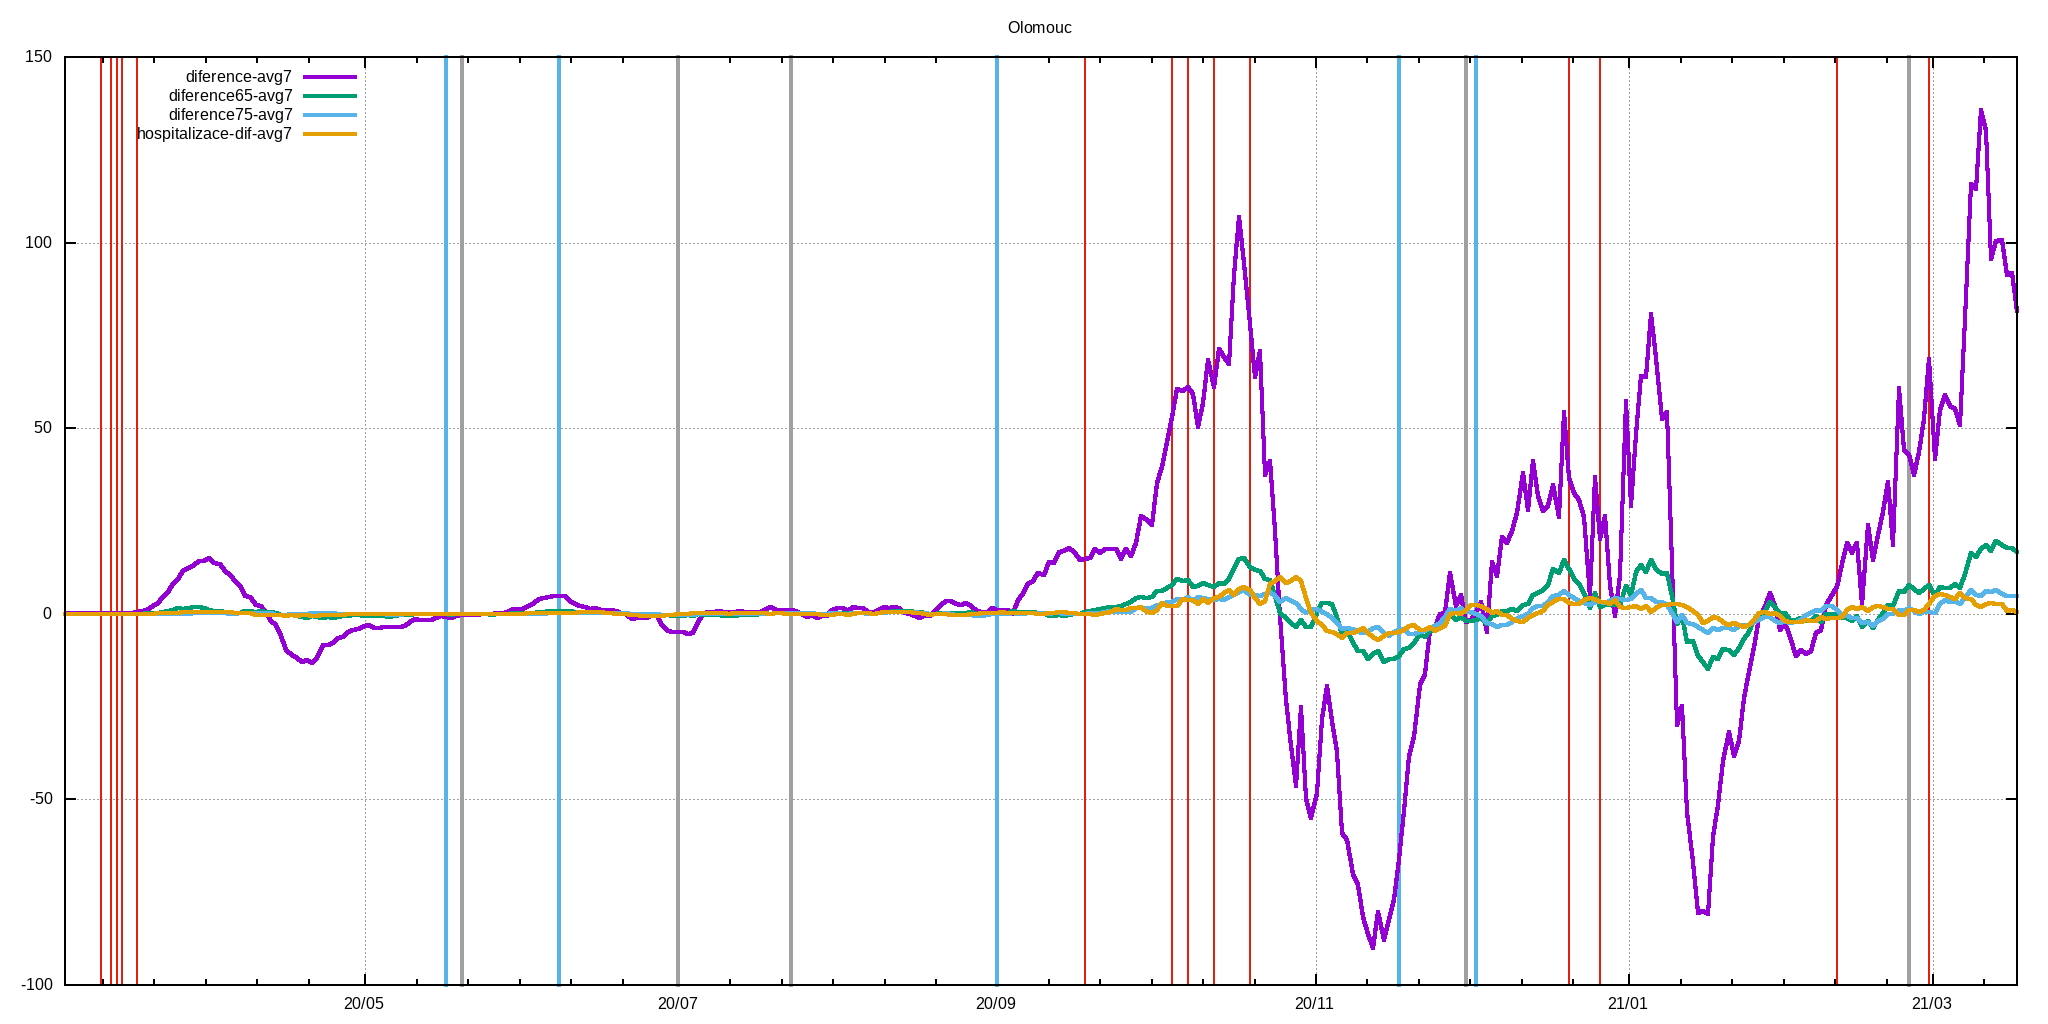 Olomouc
150
diference-avg7
diference65-avg7
diference75-avg7
hospitalizace-dif-avg7
100
50
0
-50
-100
20/05 20/07 20/09 20/11 21/01 21/03